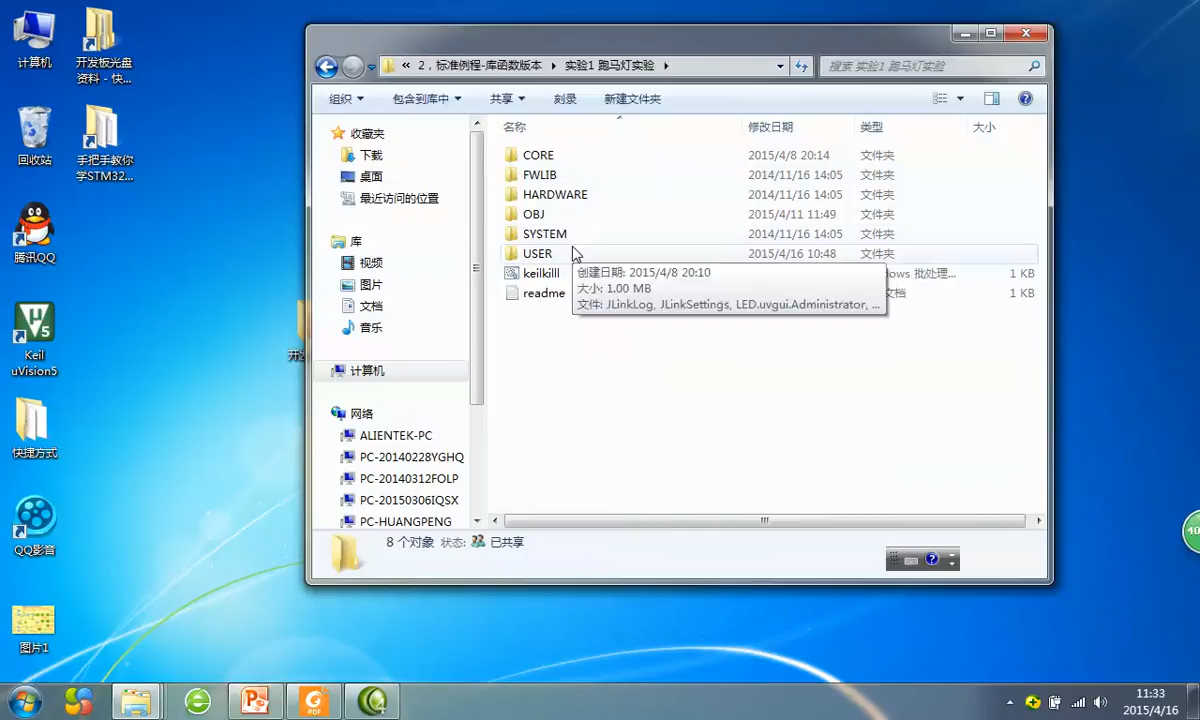 计算机
开发板光盘
资料 - 快...
回收站
手把手教你
学STM32...
腾讯QQ
Keil
uVision5
快捷方式
QQ影音
图片1
« 2，标准例程-库函数版本 ▸ 实验1 跑马灯实验 ▸
搜索 实验1 跑马灯实验
组织 包含到库中 共享 刻录 新建文件夹
收藏夹
下载
桌面
最近访问的位置
库
视频
图片
文档
音乐
计算机
网络
ALIENTEK-PC
PC-20140228YGHQ
PC-20140312FOLP
PC-20150306IQSX
PC-HUANGPENG
名称 修改日期 类型 大小
CORE 2015/4/8 20:14 文件夹
FWLIB 2014/11/16 14:05 文件夹
HARDWARE 2014/11/16 14:05 文件夹
OBJ 2015/4/11 11:49 文件夹
SYSTEM 2014/11/16 14:05 文件夹
USER 2015/4/16 10:48 文件夹
keilkilll ows 批处理... 1 KB
readme 文档 1 KB
创建日期: 2015/4/8 20:10
大小: 1.00 MB
文件: JLinkLog, JLinkSettings, LED.uvgui.Administrator, ...
8 个对象 状态: 已共享
40
PDF
4
11:33
2015/4/16